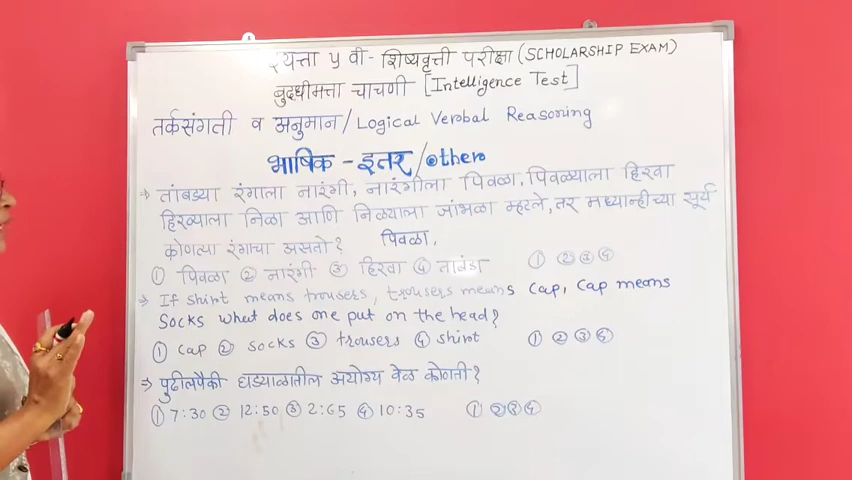 इयत्ता ५ वी - शिष्यवृत्ती परीक्षा (SCHOLARSHIP EXAM)
बुद्धीमत्ता चाचणी [Intelligence Test]
तर्कसंगती व अनुमान/Logical Verobal Reasoning
भाषिक - इतर/others
→ तांबड्या रंगाला नारंगी, नारंगीला पिवळा, पिवळ्याला हिरवा
हिरव्याला निळा आणि निळयाला जांभळा म्हटले, तर मध्यान्हीच्या सूर्य
कोणत्या रंगाचा असतो? पिवळा,
① पिवळा ② नारंगी ③ हिरवा ④ तांबडा ① ② ③ ④
→ If shirt means trousers, trousers means cap, Cap means
Socks what does one put on the head?
① cap ② socks ③ trousers ④ shirt ① ② ③ ④
→ पुढीलपैकी घड्याळातील अयोग्य वेळ कोणती?
① 7:30 ② 12:50 ③ 2:65 ④ 10:35 ① ② ③ ④